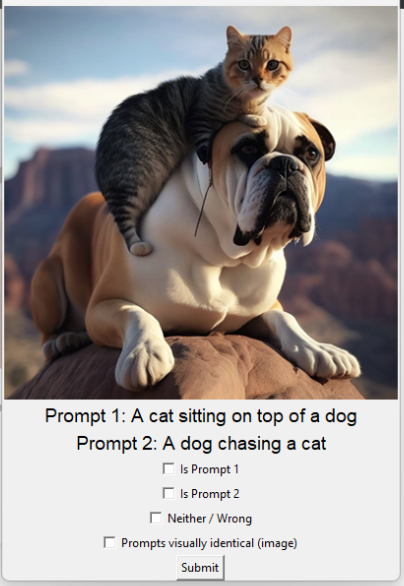 Prompt 1: A cat sitting on top of a dog
Prompt 2: A dog chasing a cat
Is Prompt 1
Is Prompt 2
Neither / Wrong
Prompts visually identical (image)
Submit